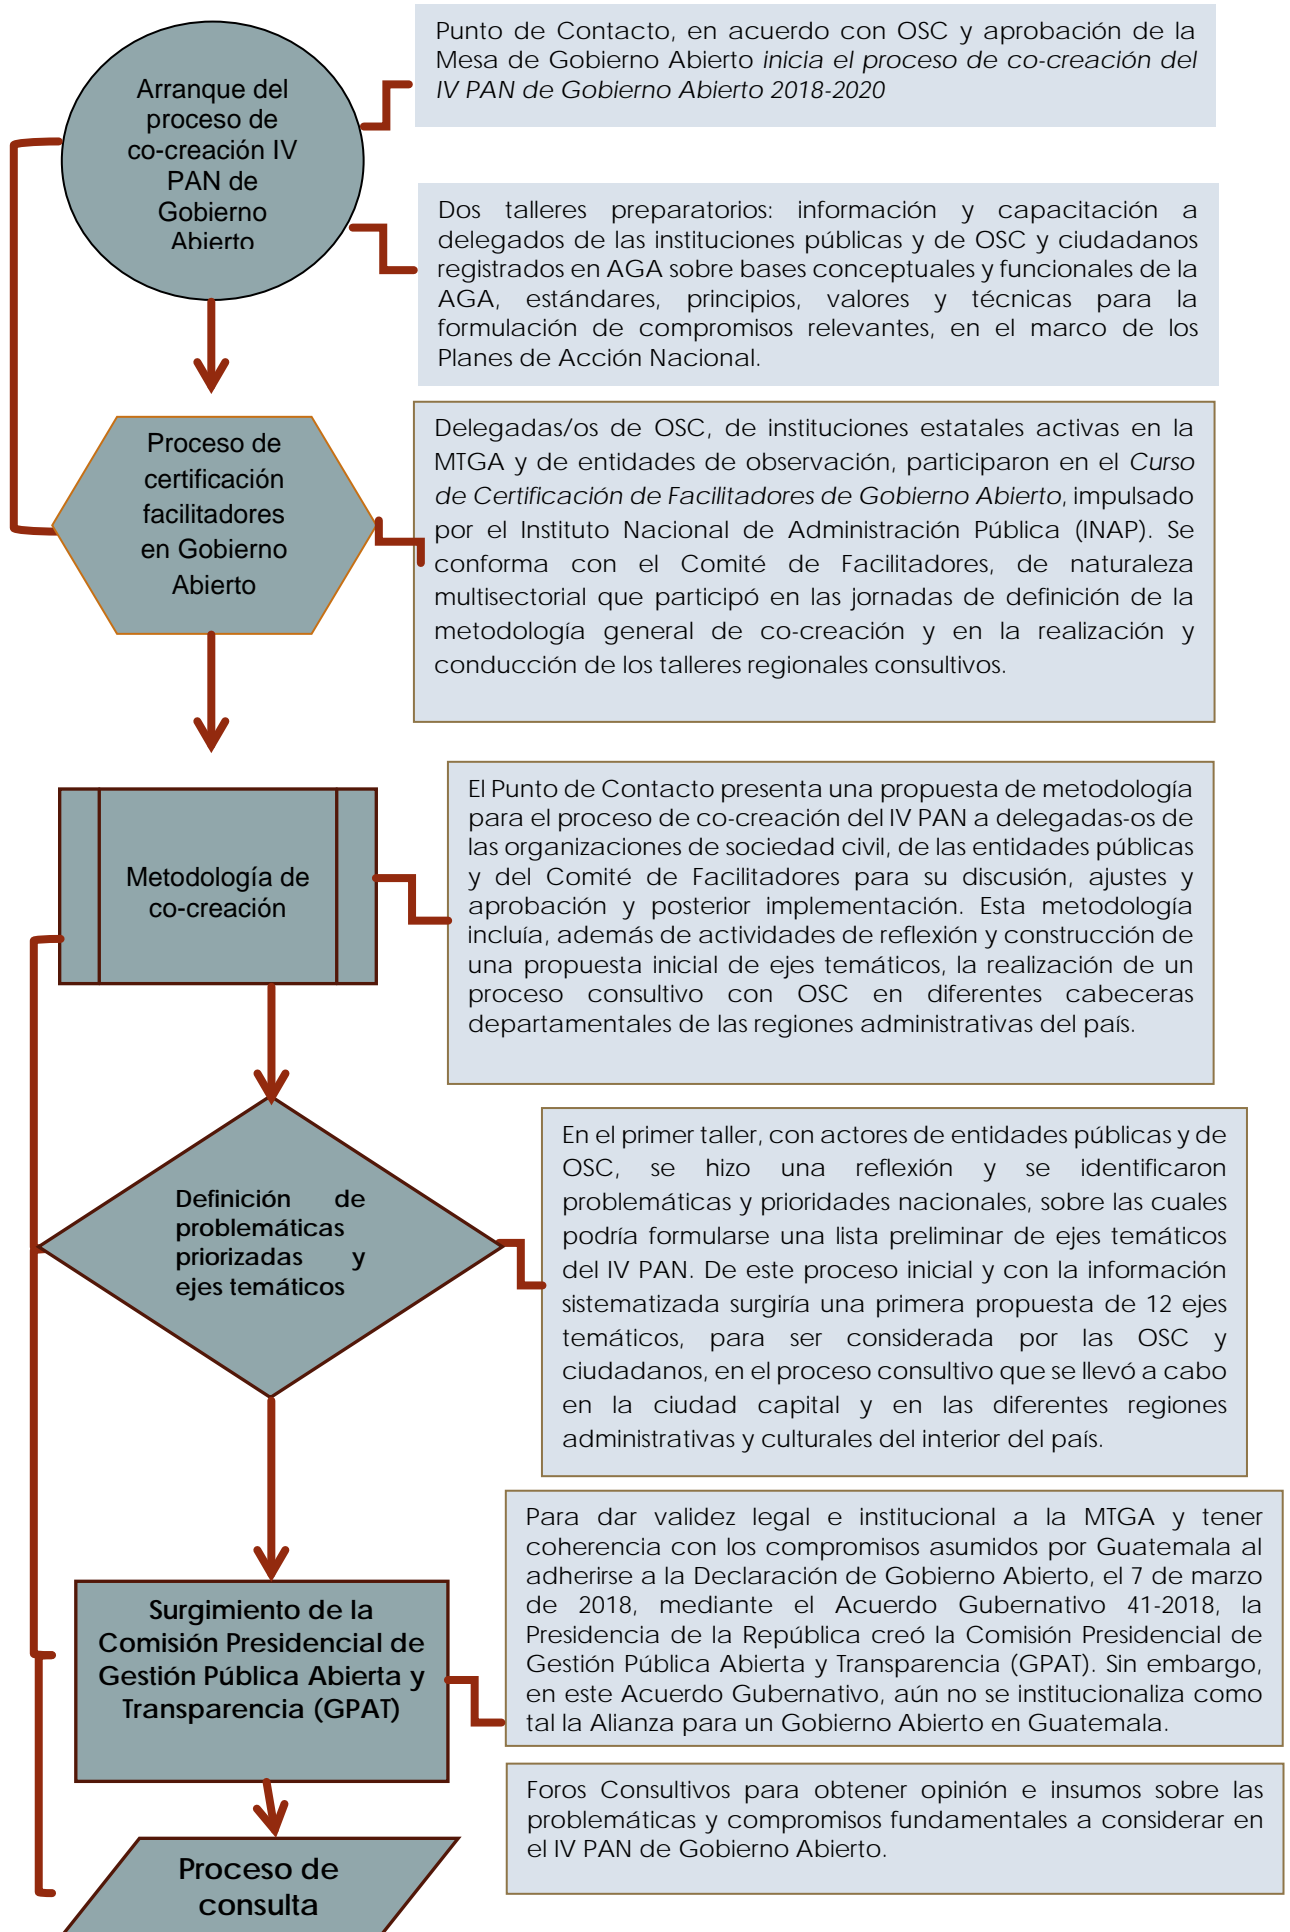 Arranque del
proceso de
co-creación IV
PAN de
Gobierno
Abierto
Punto de Contacto, en acuerdo con OSC y aprobación de la
Mesa de Gobierno Abierto inicia el proceso de co-creación del
IV PAN de Gobierno Abierto 2018-2020
Dos talleres preparatorios: información y capacitación a
delegados de las instituciones públicas y de OSC y ciudadanos
registrados en AGA sobre bases conceptuales y funcionales de la
AGA, estándares, principios, valores y técnicas para la
formulación de compromisos relevantes, en el marco de los
Planes de Acción Nacional.
Proceso de
certificación
facilitadores
en Gobierno
Abierto
Delegadas/os de OSC, de instituciones estatales activas en la
MTGA y de entidades de observación, participaron en el Curso
de Certificación de Facilitadores de Gobierno Abierto, impulsado
por el Instituto Nacional de Administración Pública (INAP). Se
conforma con el Comité de Facilitadores, de naturaleza
multisectorial que participó en las jornadas de definición de la
metodología general de co-creación y en la realización y
conducción de los talleres regionales consultivos.
Metodología de
co-creación
El Punto de Contacto presenta una propuesta de metodología
para el proceso de co-creación del IV PAN a delegadas-os de
las organizaciones de sociedad civil, de las entidades públicas
y del Comité de Facilitadores para su discusión, ajustes y
aprobación y posterior implementación. Esta metodología
incluía, además de actividades de reflexión y construcción de
una propuesta inicial de ejes temáticos, la realización de un
proceso consultivo con OSC en diferentes cabeceras
departamentales de las regiones administrativas del país.
Definición de
problemáticas
priorizadas y
ejes temáticos
En el primer taller, con actores de entidades públicas y de
OSC, se hizo una reflexión y se identificaron
problemáticas y prioridades nacionales, sobre las cuales
podría formularse una lista preliminar de ejes temáticos
del IV PAN. De este proceso inicial y con la información
sistematizada surgiría una primera propuesta de 12 ejes
temáticos, para ser considerada por las OSC y
ciudadanos, en el proceso consultivo que se llevó a cabo
en la ciudad capital y en las diferentes regiones
administrativas y culturales del interior del país.
Surgimiento de la
Comisión Presidencial de
Gestión Pública Abierta y
Transparencia (GPAT)
Para dar validez legal e institucional a la MTGA y tener
coherencia con los compromisos asumidos por Guatemala al
adherirse a la Declaración de Gobierno Abierto, el 7 de marzo
de 2018, mediante el Acuerdo Gubernativo 41-2018, la
Presidencia de la República creó la Comisión Presidencial de
Gestión Pública Abierta y Transparencia (GPAT). Sin embargo,
en este Acuerdo Gubernativo, aún no se institucionaliza como
tal la Alianza para un Gobierno Abierto en Guatemala.
Proceso de
consulta
Foros Consultivos para obtener opinión e insumos sobre las
problemáticas y compromisos fundamentales a considerar en
el IV PAN de Gobierno Abierto.